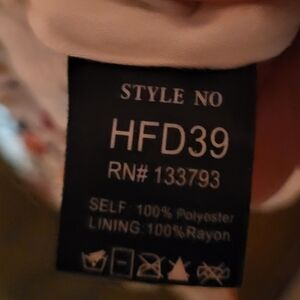 STYLE NO
HFD39
RN# 133793
SELF 100% Polyester
LINING:100%Rayon